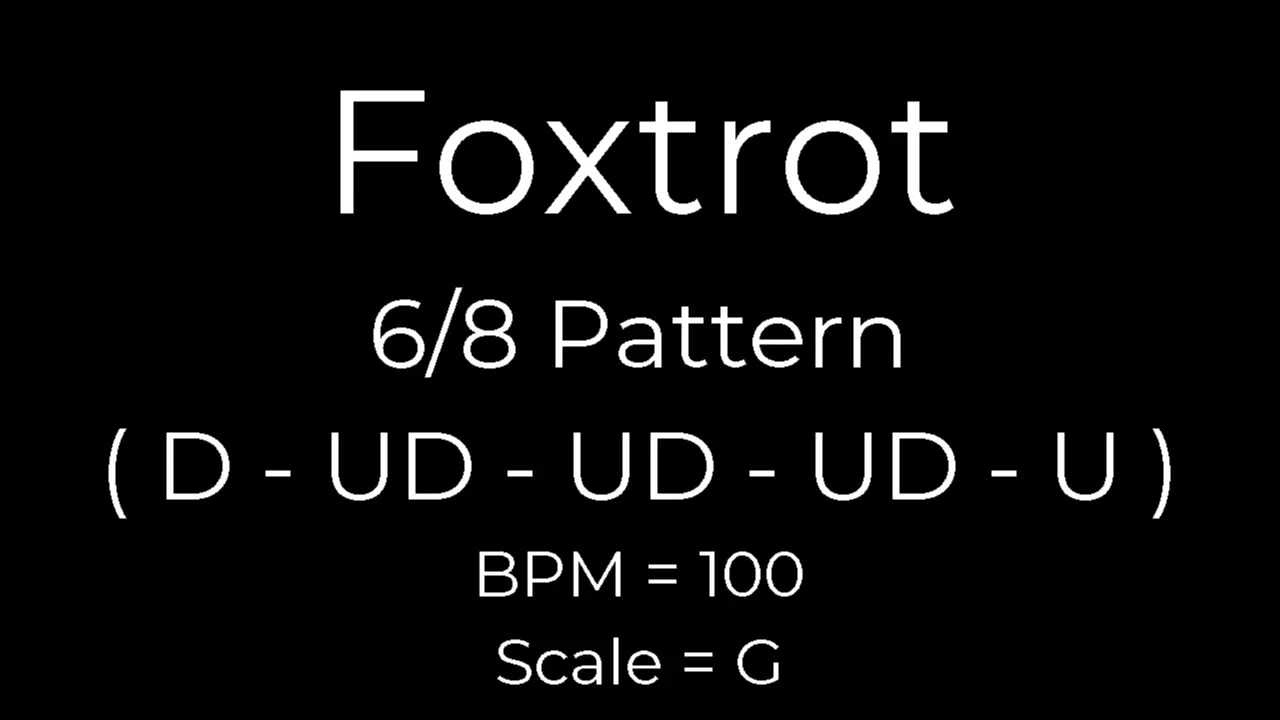 Foxtrot
6/8 Pattern
( D - UD - UD - UD - U )
BPM = 100
Scale = G